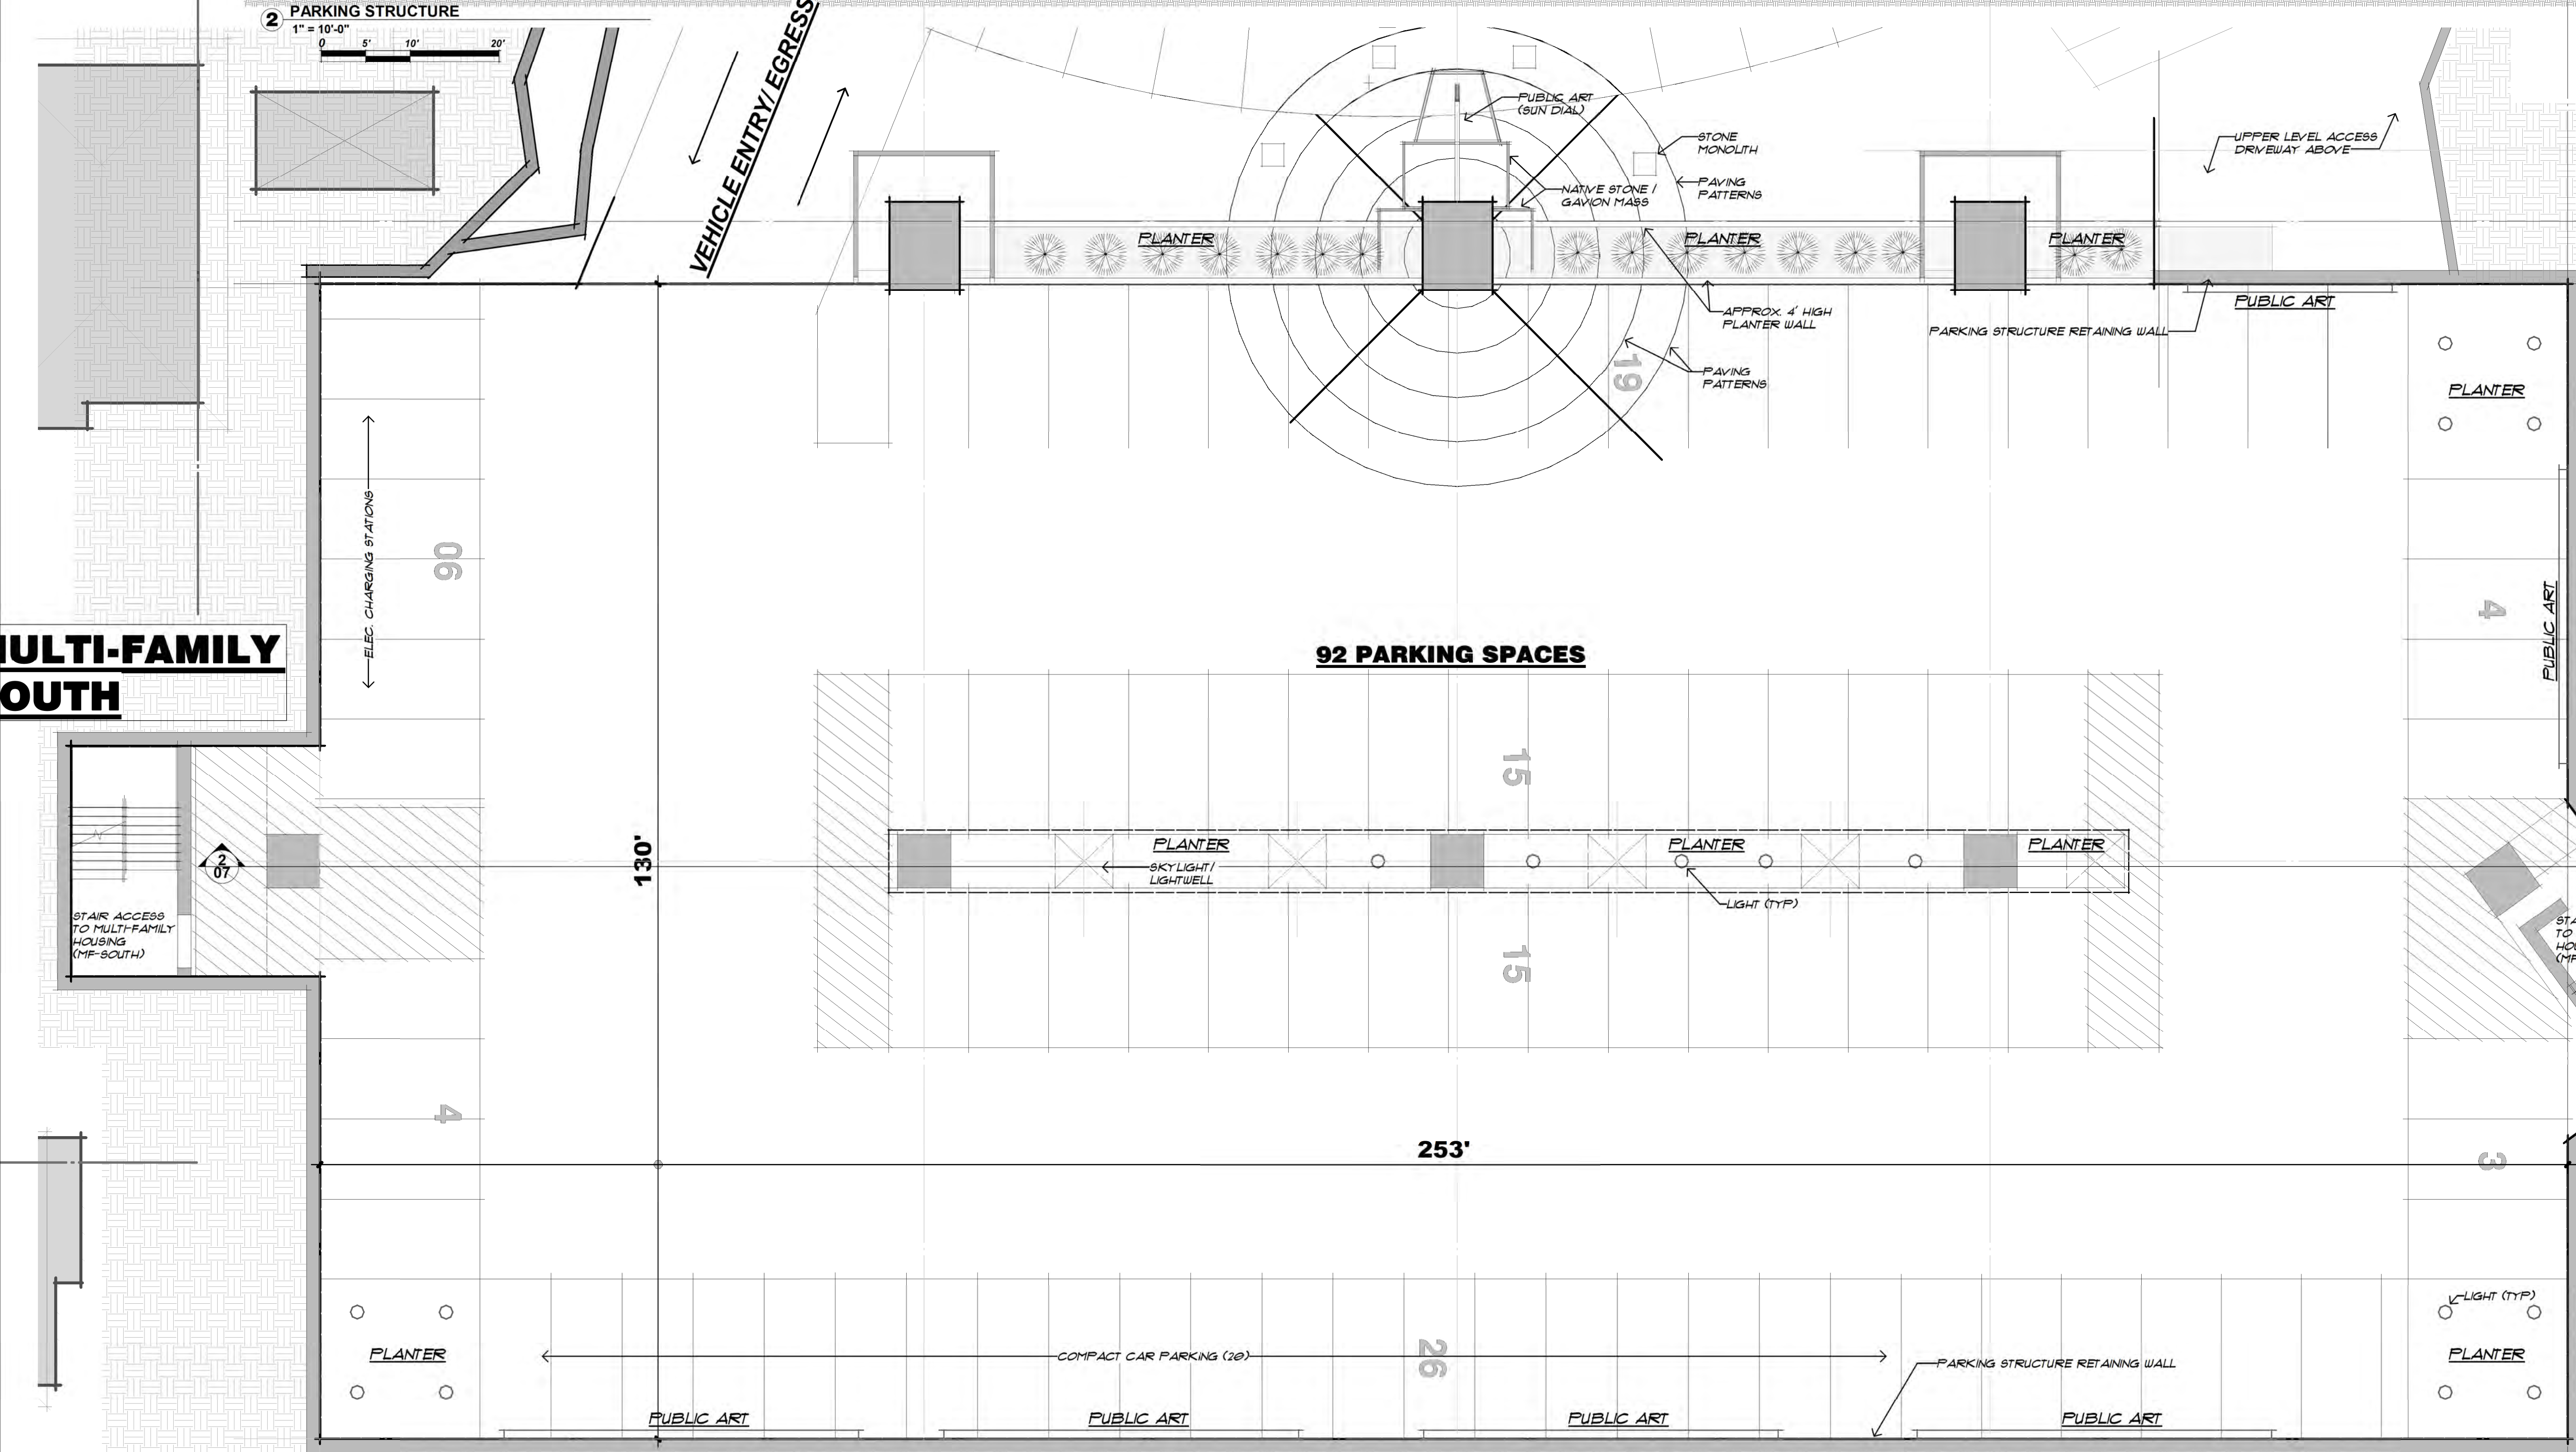 2 PARKING STRUCTURE
1" = 10'-0"
0 5' 10' 20'
VEHICLE ENTRY/ EGRESS
PUBLIC ART
(SUN DIAL)
STONE
MONOLITH
PAVING
PATTERNS
NATIVE STONE /
GAVION MASS
UPPER LEVEL ACCESS
DRIVEWAY ABOVE
PLANTER
PLANTER
PLANTER
APPROX. 4' HIGH
PLANTER WALL
PUBLIC ART
PARKING STRUCTURE RETAINING WALL
19
PAVING
PATTERNS
PLANTER
ELEC. CHARGING STATIONS
06
4
PUBLIC ART
ULTI-FAMILY
OUTH
92 PARKING SPACES
15
130'
2
07
PLANTER
PLANTER
PLANTER
SKYLIGHT/
LIGHTWELL
LIGHT (TYP)
STAIR ACCESS
TO MULTI-FAMILY
HOUSING
(MF-SOUTH)
STA
TO
HOU
(MF
15
4
253'
3
LIGHT (TYP)
PLANTER
COMPACT CAR PARKING (20)
26
PARKING STRUCTURE RETAINING WALL
PLANTER
PUBLIC ART
PUBLIC ART
PUBLIC ART
PUBLIC ART